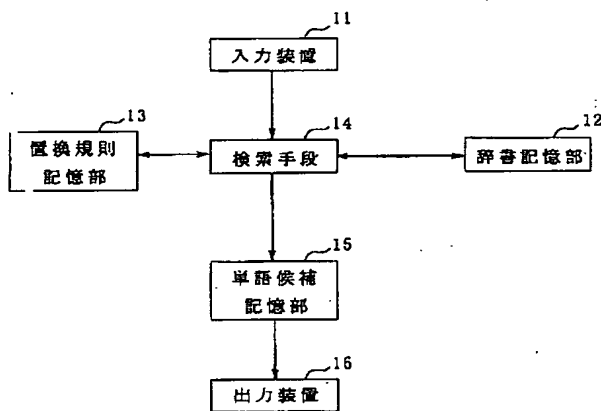 11
入力装置
13
置換規則
記憶部
14
検索手段
12
辞書記憶部
15
単語候補
記憶部
16
出力装置